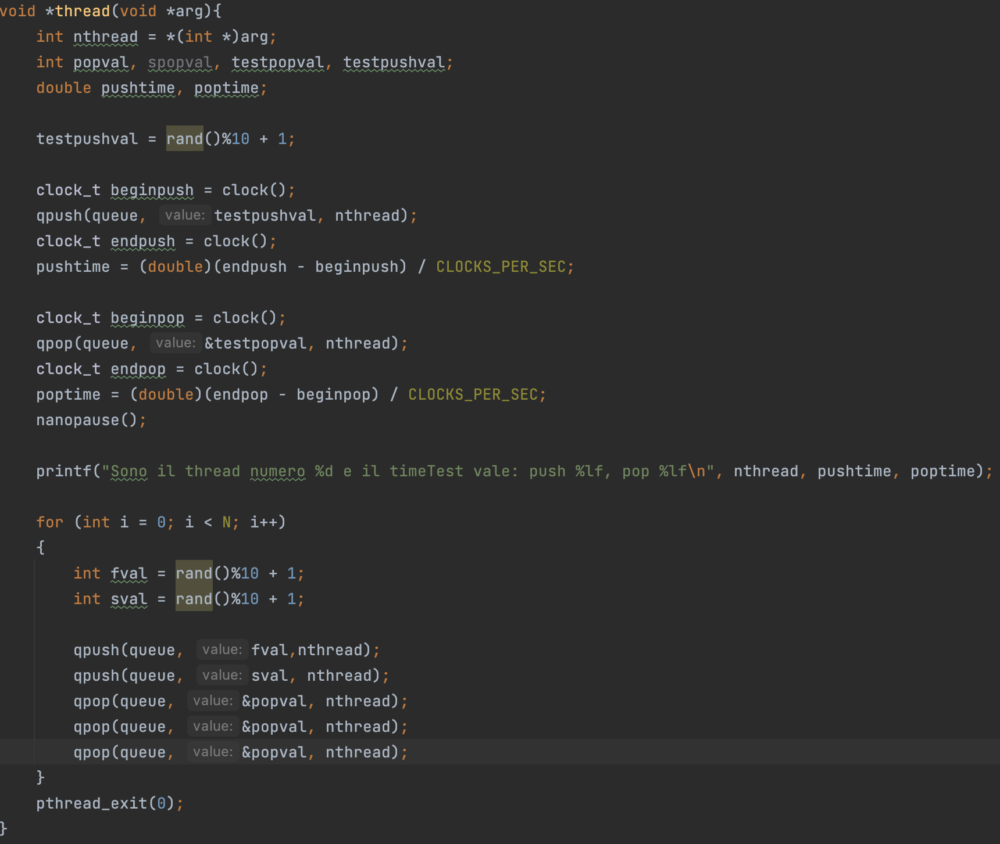 void *thread(void *arg){
    int nthread = *(int *)arg;
    int popval, spopval, testpopval, testpushval;
    double pushtime, poptime;
    testpushval = rand()%10 + 1;
    clock_t beginpush = clock();
    qpush(queue, value: testpushval, nthread);
    clock_t endpush = clock();
    pushtime = (double)(endpush - beginpush) / CLOCKS_PER_SEC;
    clock_t beginpop = clock();
    qpop(queue, value: &testpopval, nthread);
    clock_t endpop = clock();
    poptime = (double)(endpop - beginpop) / CLOCKS_PER_SEC;
    nanopause();
    printf("Sono il thread numero %d e il timeTest vale: push %lf, pop %lf\n", nthread, pushtime, poptime);
    for (int i = 0; i < N; i++)
    {
        int fval = rand()%10 + 1;
        int sval = rand()%10 + 1;
        qpush(queue, value: fval,nthread);
        qpush(queue, value: sval, nthread);
        qpop(queue, value: &popval, nthread);
        qpop(queue, value: &popval, nthread);
        qpop(queue, value: &popval, nthread);
    }
    pthread_exit(0);
}